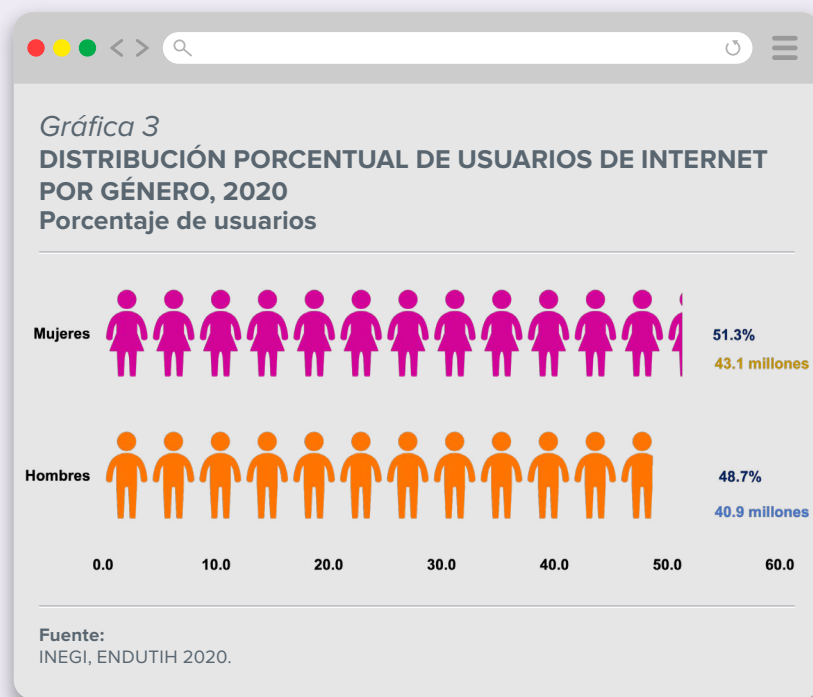 Gráfica 3
DISTRIBUCIÓN PORCENTUAL DE USUARIOS DE INTERNET
POR GÉNERO, 2020
Porcentaje de usuarios
Mujeres
51.3%
43.1 millones
Hombres
48.7%
40.9 millones
0.0 10.0 20.0 30.0 40.0 50.0 60.0
Fuente:
INEGI, ENDUTIH 2020.